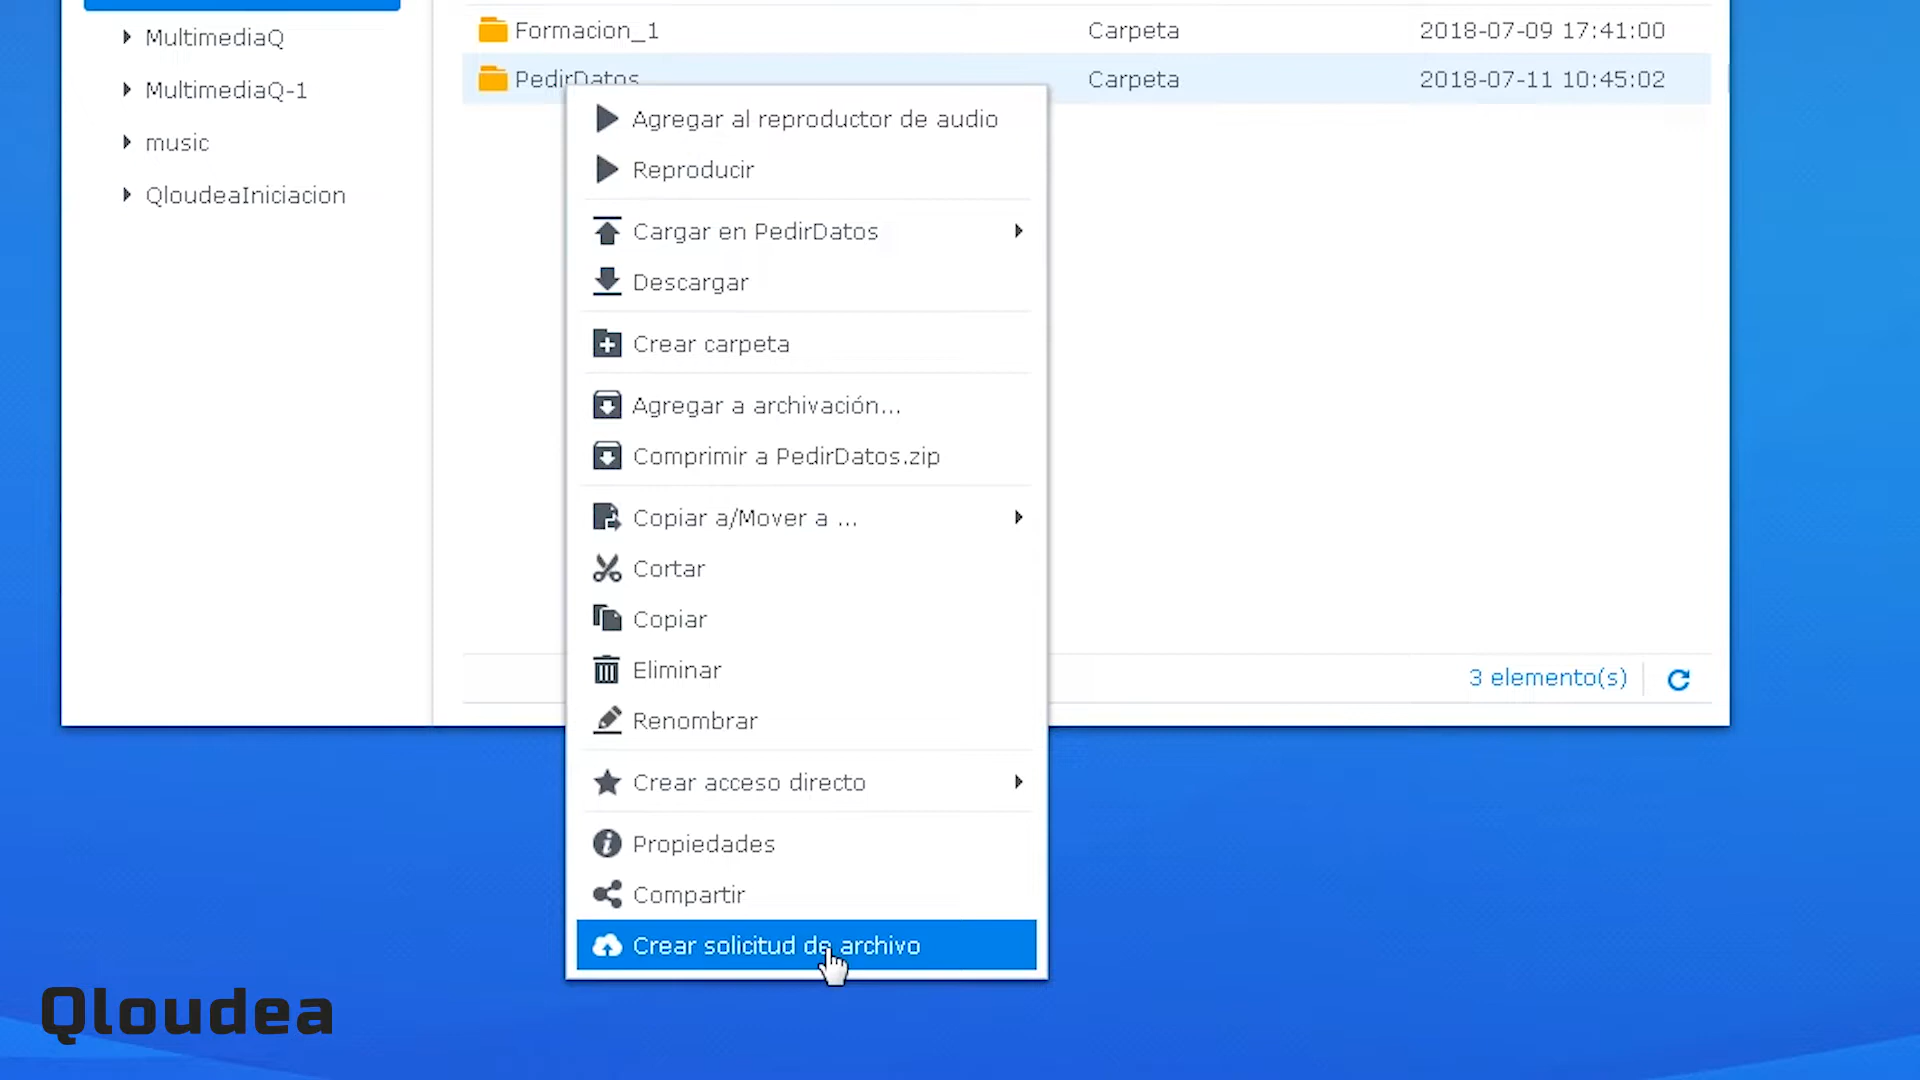 MultimediaQ
MultimediaQ-1
music
QloudeaIniciacion
Formacion_1 Carpeta 2018-07-09 17:41:00
PedirDatos Carpeta 2018-07-11 10:45:02
Agregar al reproductor de audio
Reproducir
Cargar en PedirDatos
Descargar
Crear carpeta
Agregar a archivación...
Comprimir a PedirDatos.zip
Copiar a/Mover a ...
Cortar
Copiar
Eliminar
Renombrar
Crear acceso directo
Propiedades
Compartir
Crear solicitud de archivo
3 elemento(s)
Qloudea